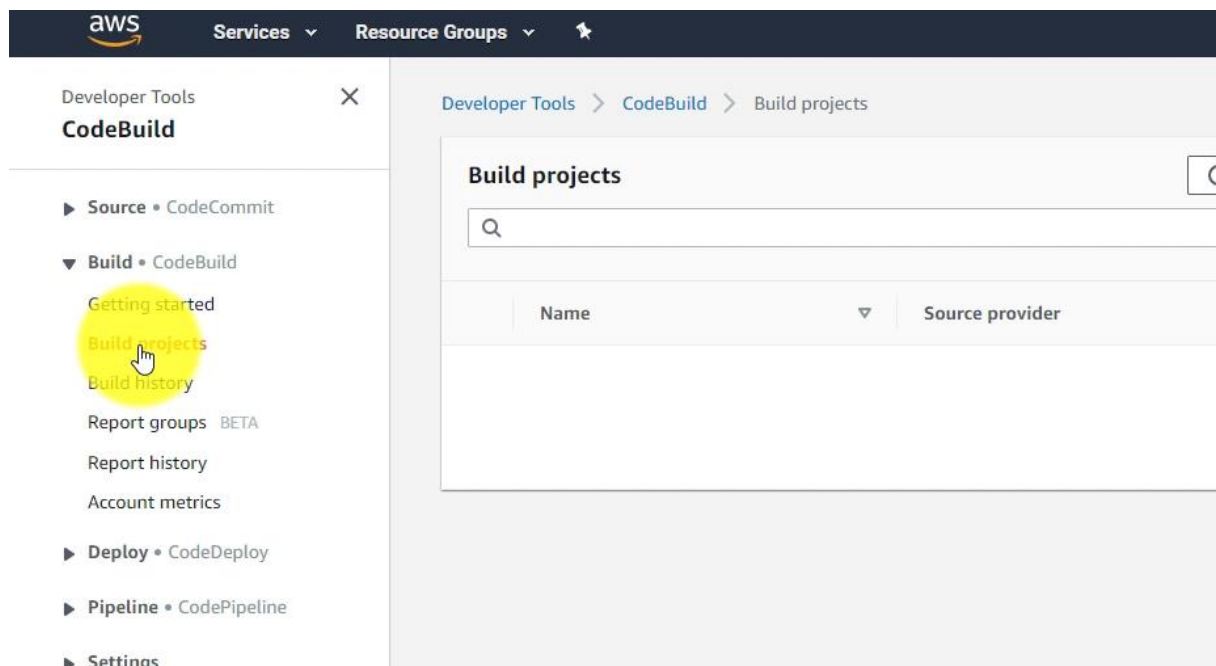 aws Services Resource Groups
Developer Tools
CodeBuild
Source • CodeCommit
Build • CodeBuild
Getting started
Build projects
Build history
Report groups BETA
Report history
Account metrics
Deploy • CodeDeploy
Pipeline • CodePipeline
Settings
Developer Tools > CodeBuild > Build projects
Build projects
Name Source provider